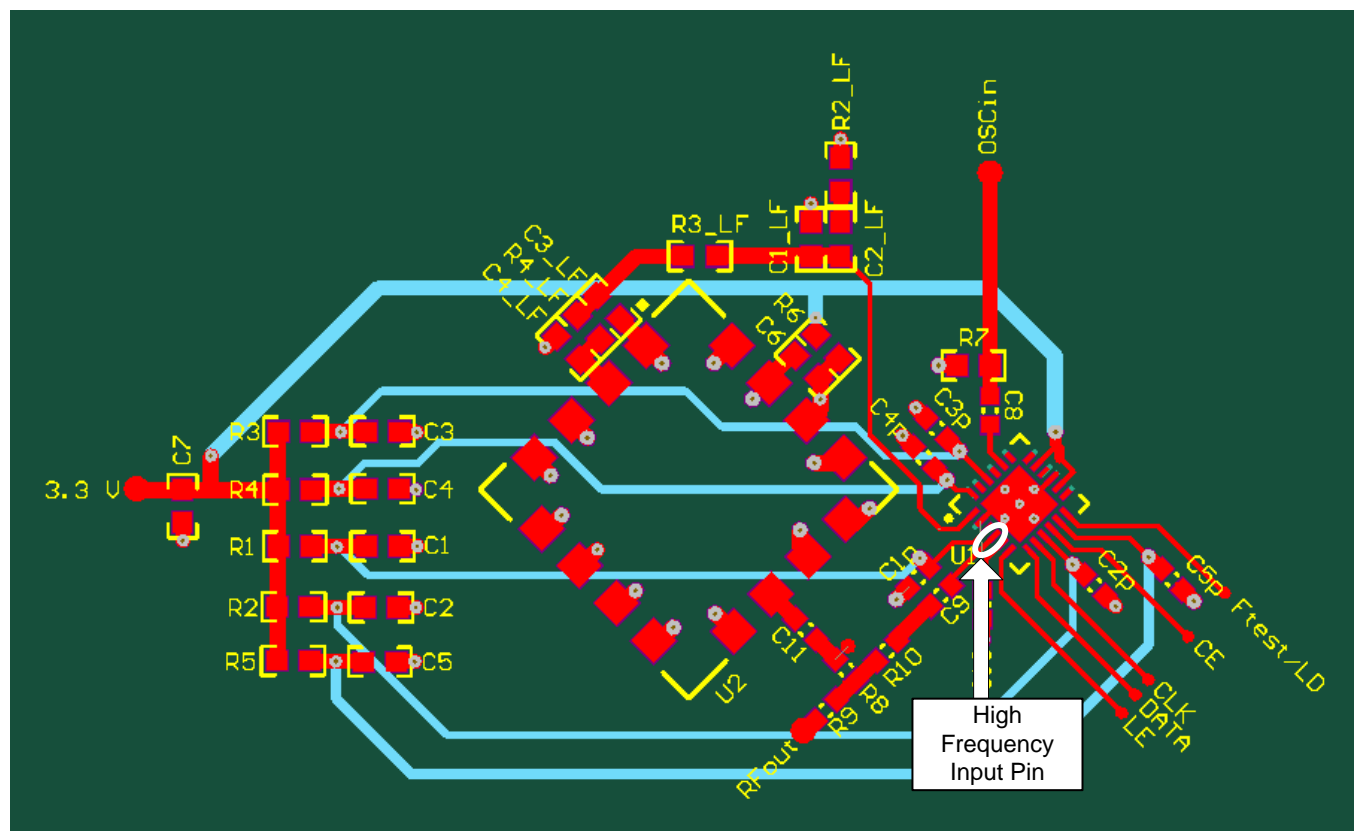 R2_LF
OSCin
R3_LF
C1_LF
C2_LF
C3_LF
R4_LF
C4_LF
R6
C6
R7
C8
C3p
C4p
C7
R3
C3
3.3 V
R4
C4
R1
C1
U1
C1p
C2p
C5p
R2
C2
C9
Ftest/LD
C11
R10
CE
R5
C5
R8
U2
R9
CLK
DATA
LE
RFout
High
Frequency
Input Pin